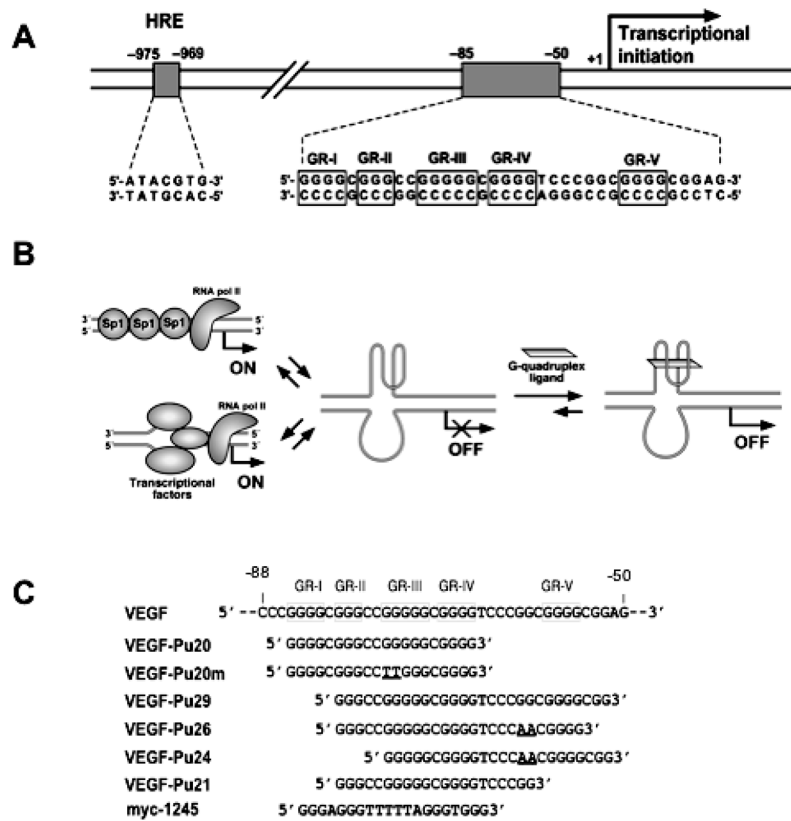 A
HRE
–975 –969
–85 –50
+1 Transcriptional
initiation
GR-I GR-II GR-III GR-IV GR-V
5'-ATACGTG-3' 5'-GGGGCGGGCCGGGGGCGGGGTCCCGGCGGGGCGGAG-3'
3'-TATGCAC-5' 3'-CCCCGCCCGGCCCCCGCCCCAGGGCCGCCCCGCCTC-5'
B
RNA pol II
3' Sp1 Sp1 Sp1 5'
5' 3'
ON
RNA pol II
3' 5'
5' 3'
ON
Transcriptional
factors
OFF
G-quadruplex
ligand
OFF
C
–88 –50
GR-I GR-II GR-III GR-IV GR-V
VEGF 5' --CCCGGGGCGGGCCGGGGGCGGGGTCCCGGCGGGGCGGAG--3'
VEGF-Pu20 5' GGGGCGGGCCGGGGGCGGGG3'
VEGF-Pu20m 5' GGGGCGGGCCTTGGGCGGGG3'
VEGF-Pu29 5' GGGCCGGGGGCGGGGTCCCGGCGGGGCGG3'
VEGF-Pu26 5' GGGCCGGGGGCGGGGTCCCAACGGGG3'
VEGF-Pu24 5' GGGGGCGGGGTCCCAACGGGGCGG3'
VEGF-Pu21 5' GGGCCGGGGGCGGGGTCCCGG3'
myc-1245 5' GGGAGGGTTTTTAGGGTGGG3'